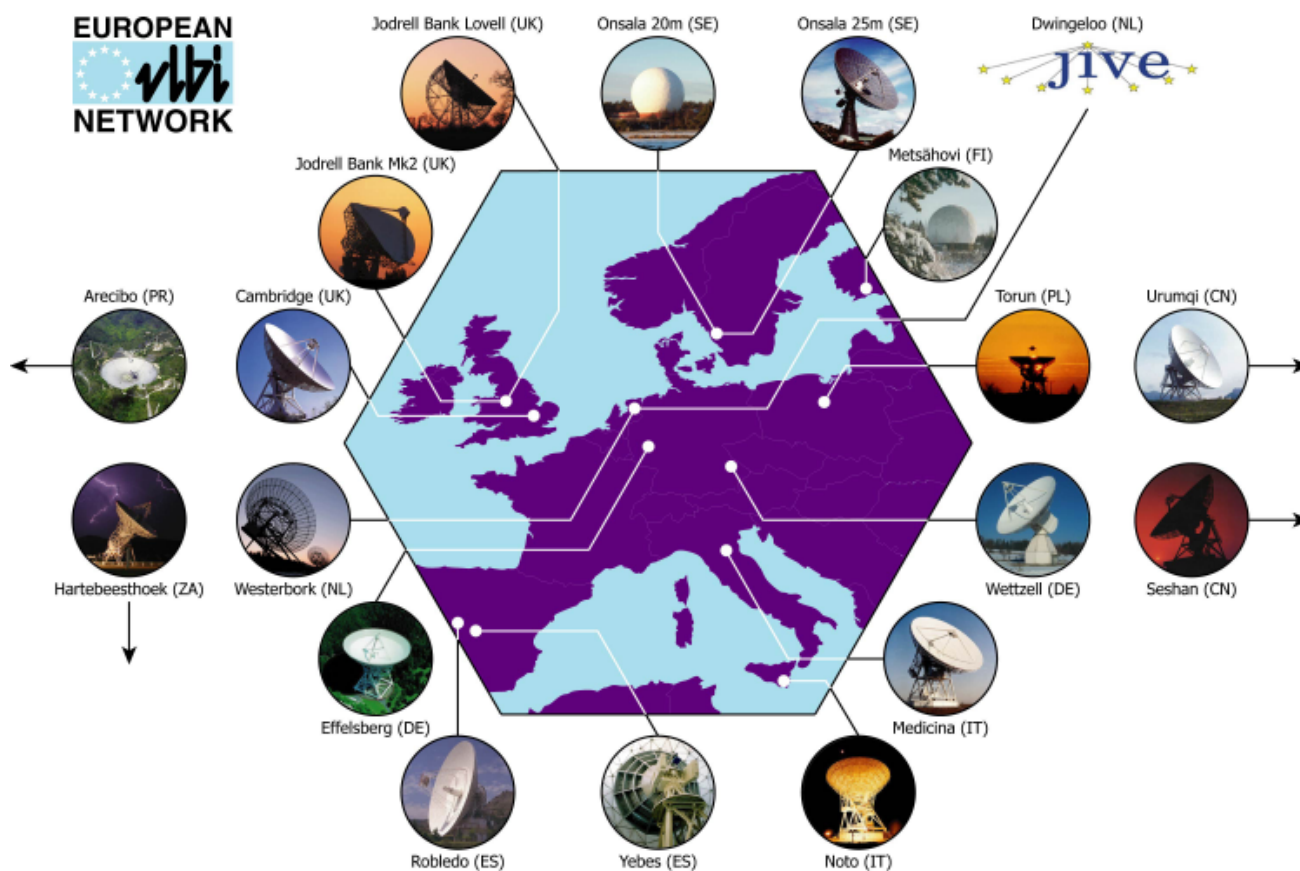 EUROPEAN
vlbi
NETWORK
Jodrell Bank Lovell (UK)
Onsala 20m (SE)
Onsala 25m (SE)
Dwingeloo (NL)
jive
Jodrell Bank Mk2 (UK)
Metsähovi (FI)
Arecibo (PR)
Cambridge (UK)
Torun (PL)
Urumqi (CN)
Hartebeesthoek (ZA)
Westerbork (NL)
Wettzell (DE)
Seshan (CN)
Effelsberg (DE)
Medicina (IT)
Robledo (ES)
Yebes (ES)
Noto (IT)